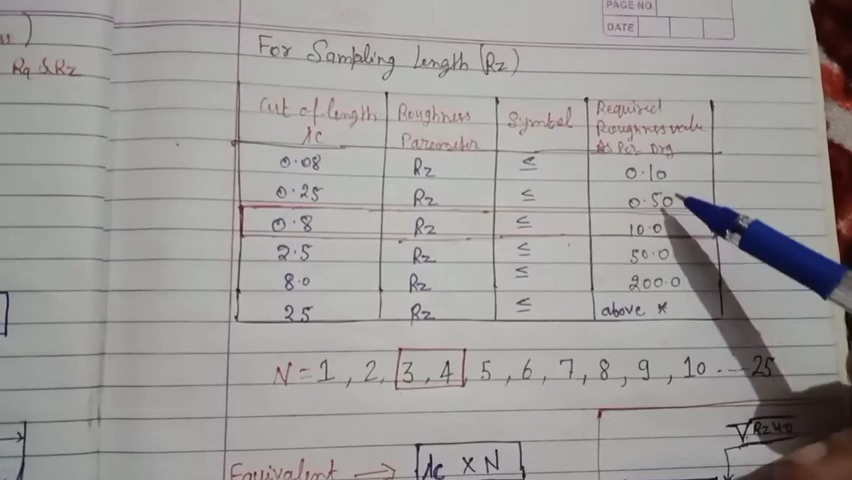 PAGE NO
DATE
Rq & Rz
For Sampling Length (Rz)
Cut of length λc | Roughness Parameter | Symbol | Required Roughness value As Per Drg.
0.08 | Rz | ≤ | 0.10
0.25 | Rz | ≤ | 0.50
0.8 | Rz | ≤ | 10.0
2.5 | Rz | ≤ | 50.0
8.0 | Rz | ≤ | 200.0
25 | Rz | ≤ | above *
N = 1, 2, 3, 4, 5, 6, 7, 8, 9, 10 .--- 25
Rz 4.0
Equivalent → λc X N